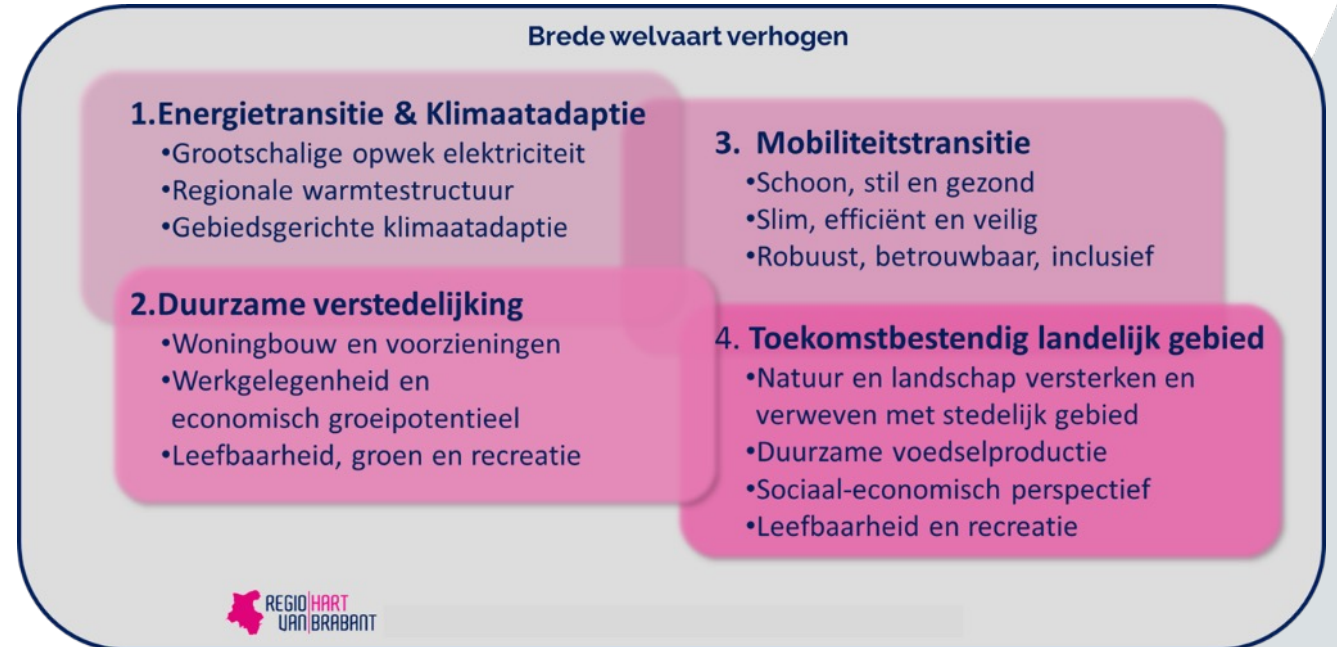 Brede welvaart verhogen
1.Energietransitie & Klimaatadaptie
•Grootschalige opwek elektriciteit
•Regionale warmtestructuur
•Gebiedsgerichte klimaatadaptie
2.Duurzame verstedelijking
•Woningbouw en voorzieningen
•Werkgelegenheid en
economisch groeipotentieel
•Leefbaarheid, groen en recreatie
3. Mobiliteitstransitie
•Schoon, stil en gezond
•Slim, efficiënt en veilig
•Robuust, betrouwbaar, inclusief
4. Toekomstbestendig landelijk gebied
•Natuur en landschap versterken en
verweven met stedelijk gebied
•Duurzame voedselproductie
•Sociaal-economisch perspectief
•Leefbaarheid en recreatie
REGIO HART
VAN BRABANT